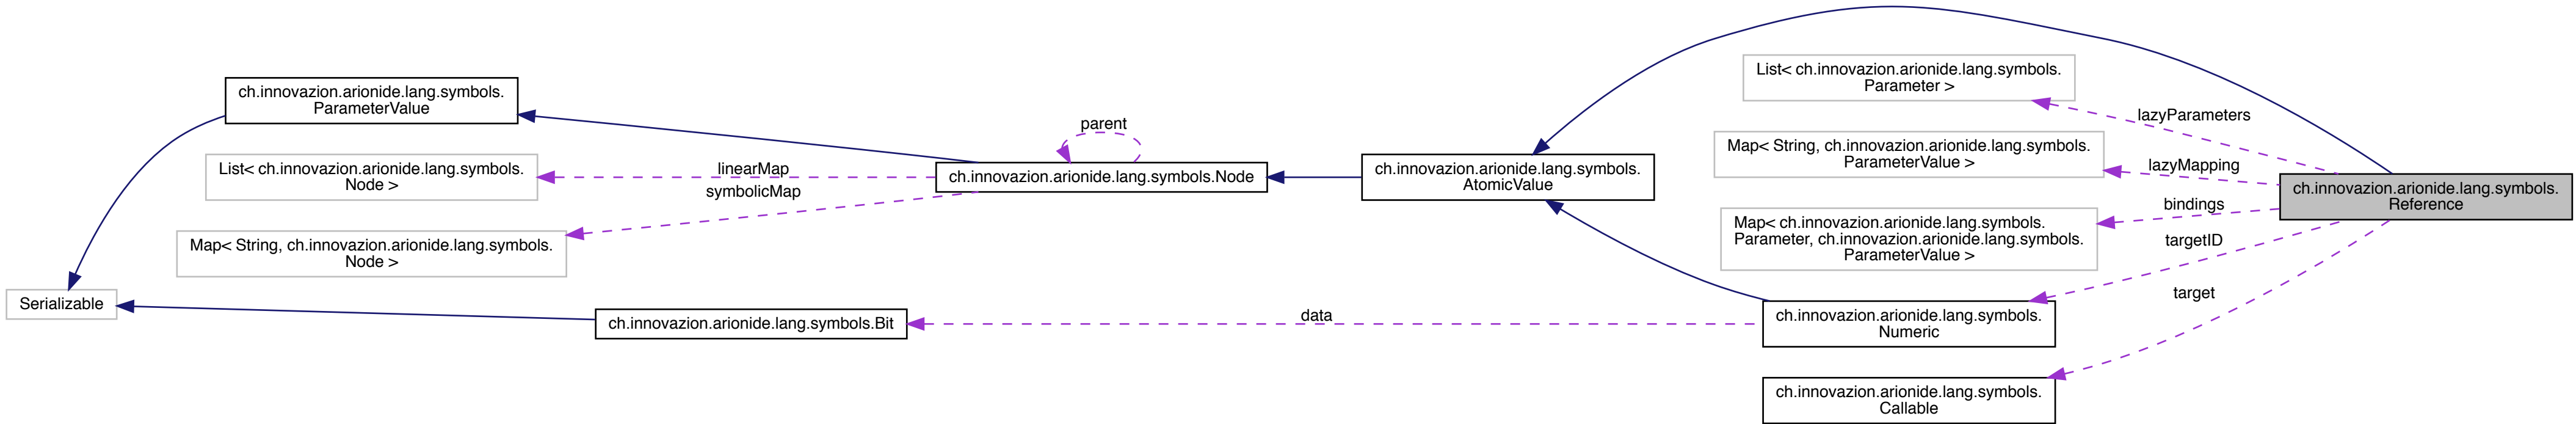 ch.innovazion.arionide.lang.symbols.
ParameterValue
List< ch.innovazion.arionide.lang.symbols.
Node >
Map< String, ch.innovazion.arionide.lang.symbols.
Node >
Serializable
linearMap
symbolicMap
parent
ch.innovazion.arionide.lang.symbols.Node
ch.innovazion.arionide.lang.symbols.Bit
data
ch.innovazion.arionide.lang.symbols.
AtomicValue
List< ch.innovazion.arionide.lang.symbols.
Parameter >
Map< String, ch.innovazion.arionide.lang.symbols.
ParameterValue >
Map< ch.innovazion.arionide.lang.symbols.
Parameter, ch.innovazion.arionide.lang.symbols.
ParameterValue >
ch.innovazion.arionide.lang.symbols.
Numeric
ch.innovazion.arionide.lang.symbols.
Callable
lazyParameters
lazyMapping
bindings
targetID
target
ch.innovazion.arionide.lang.symbols.
Reference